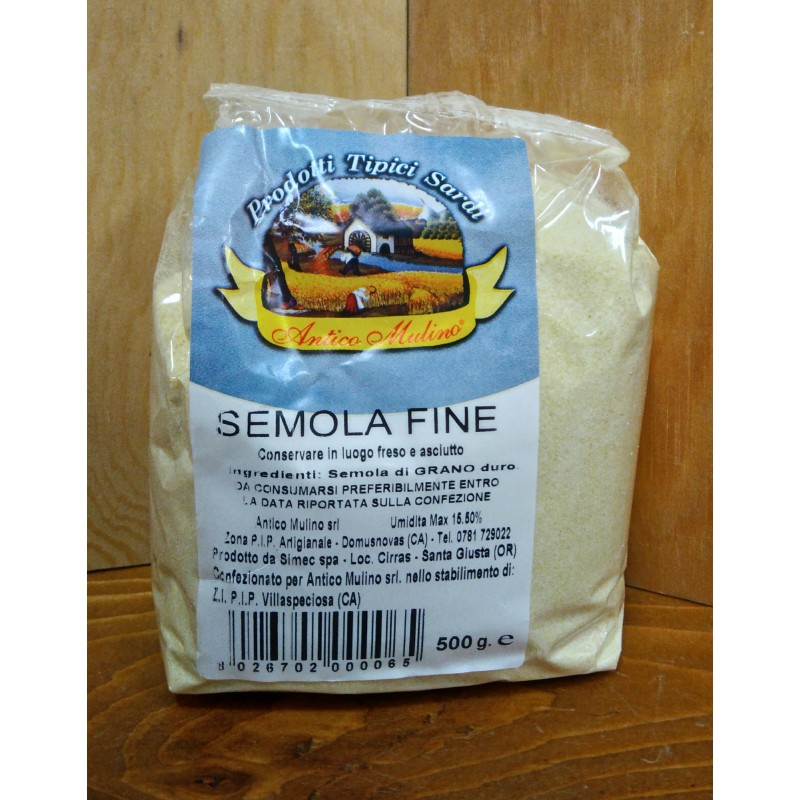 Prodotti Tipici Sardi
Antico Mulino®
SEMOLA FINE
Conservare in luogo freso e asciutto
Ingredienti: Semola di GRANO duro.
DA CONSUMARSI PREFERIBILMENTE ENTRO
LA DATA RIPORTATA SULLA CONFEZIONE
Antico Mulino srl Umidita Max 15,50%
Zona P.I.P. Artigianale - Domusnovas (CA) - Tel. 0781 729022
Prodotto da Simec spa - Loc. Cirras - Santa Giusta (OR)
Confezionato per Antico Mulino srl. nello stabilimento di:
Z.I. P.I.P. Villaspeciosa (CA)
500 g. e
8 026702 000065